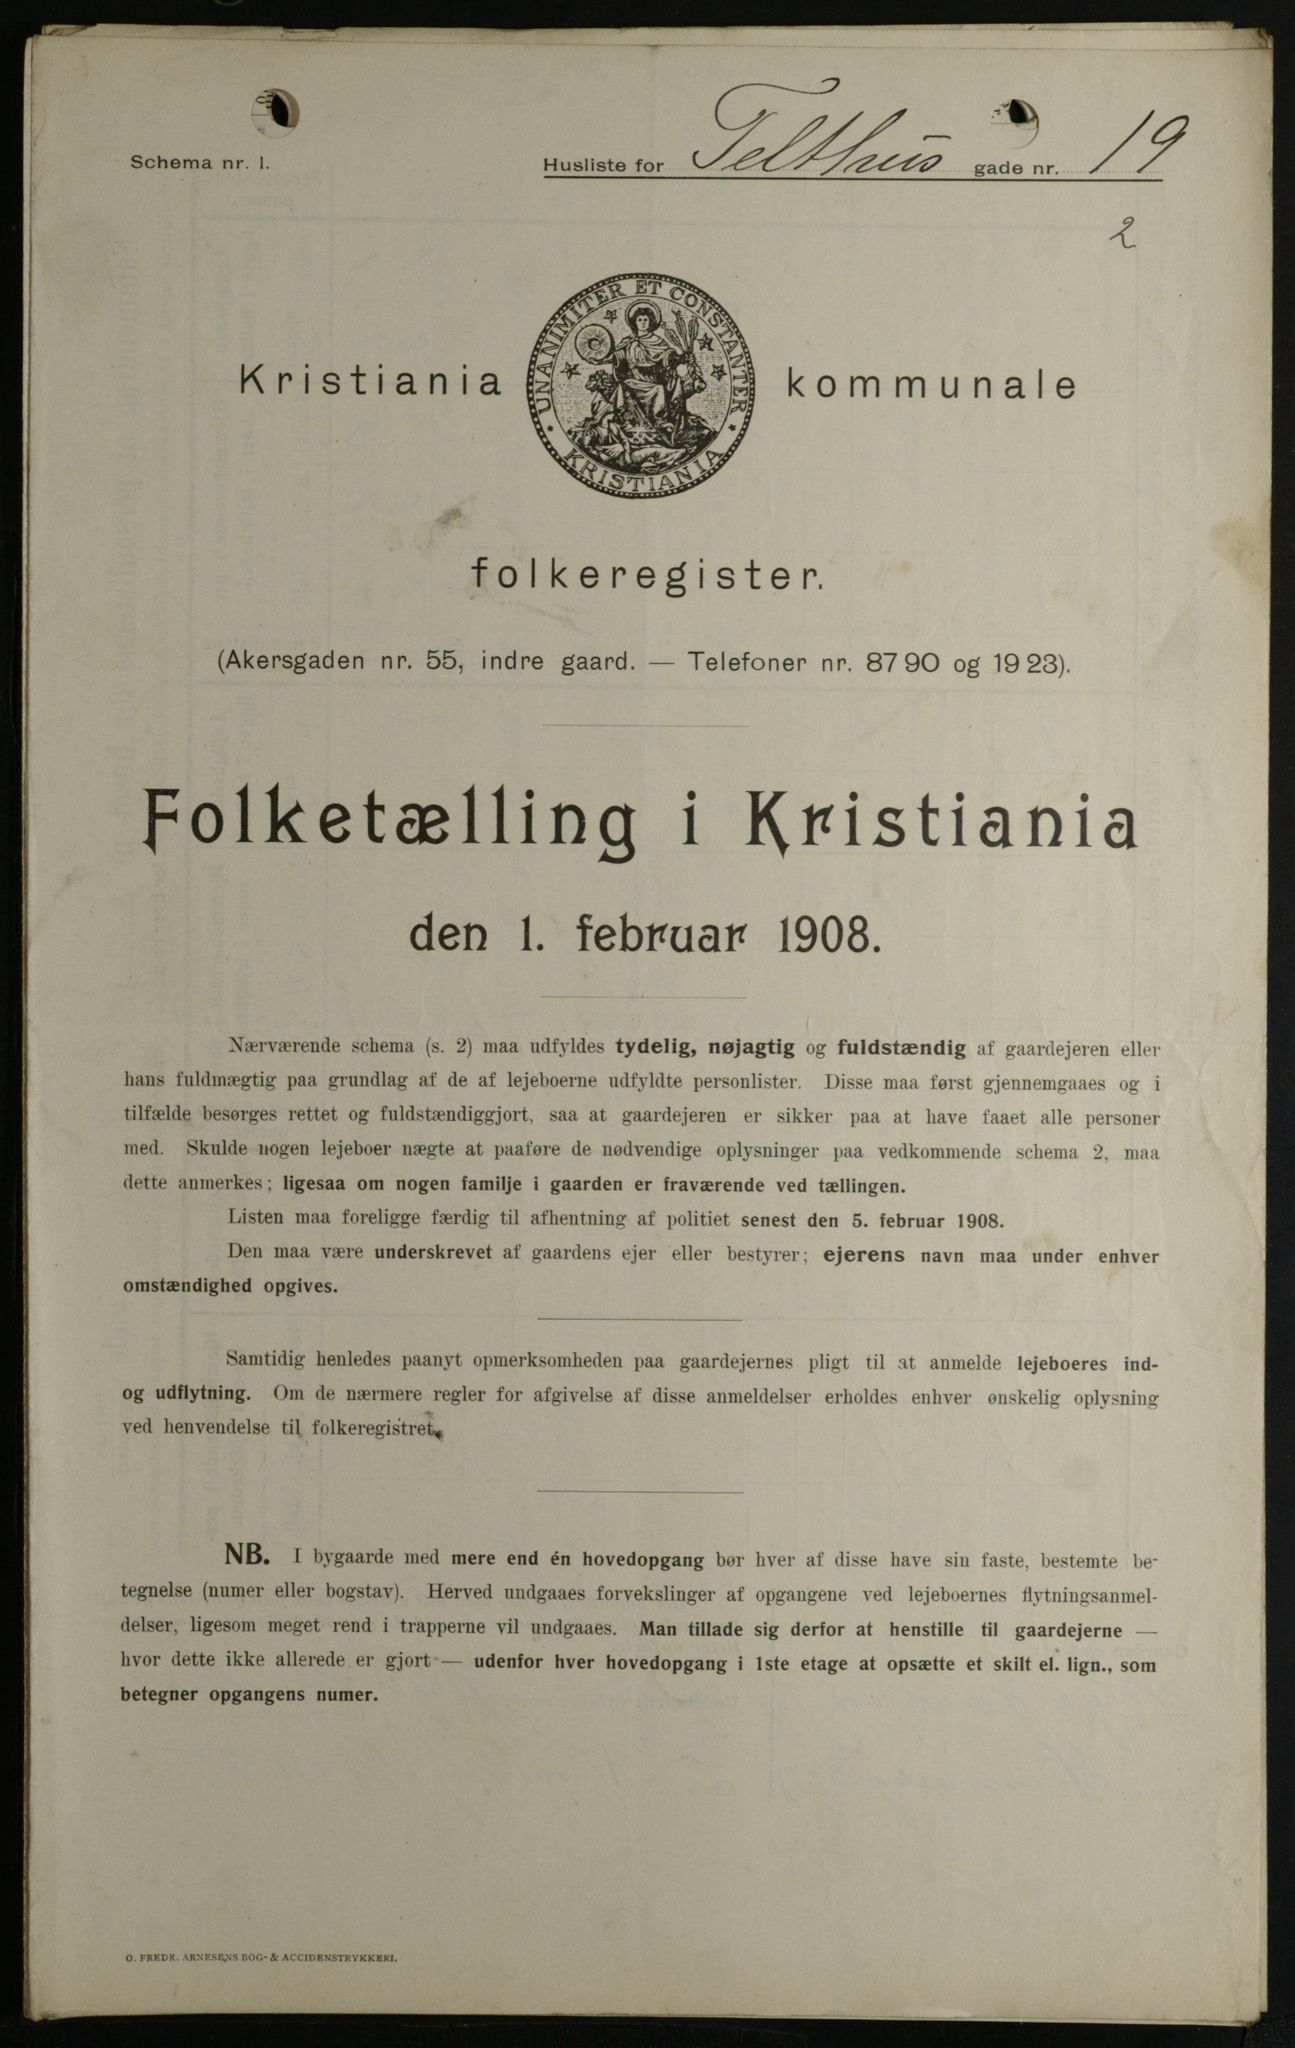 Schema nr. 1.
Husliste for Telthus gade nr. 19
2
Kristiania kommunale
UNANIMITER ET CONSTANTER
KRISTIANIA
folkeregister.
(Akersgaden nr. 55, indre gaard. — Telefoner nr. 87 90 og 19 23).
Folketælling i Kristiania
den 1. februar 1908.
Nærværende schema (s. 2) maa udfyldes tydelig, nøjagtig og fuldstændig af gaardejeren eller
hans fuldmægtig paa grundlag af de af lejeboerne udfyldte personlister. Disse maa først gjennemgaaes og i
tilfælde besørges rettet og fuldstændiggjort, saa at gaardejeren er sikker paa at have faaet alle personer
med. Skulde nogen lejeboer nægte at paaføre de nødvendige oplysninger paa vedkommende schema 2, maa
dette anmerkes; ligesaa om nogen familje i gaarden er fraværende ved tællingen.
Listen maa foreligge færdig til afhentning af politiet senest den 5. februar 1908.
Den maa være underskrevet af gaardens ejer eller bestyrer; ejerens navn maa under enhver
omstændighed opgives.
Samtidig henledes paanyt opmerksomheden paa gaardejernes pligt til at anmelde lejeboeres ind-
og udflytning. Om de nærmere regler for afgivelse af disse anmeldelser erholdes enhver ønskelig oplysning
ved henvendelse til folkeregistret.
NB. I bygaarde med mere end én hovedopgang bør hver af disse have sin faste, bestemte be-
tegnelse (numer eller bogstav). Herved undgaaes forvekslinger af opgangene ved lejeboernes flytningsanmel-
delser, ligesom meget rend i trapperne vil undgaaes. Man tillade sig derfor at henstille til gaardejerne —
hvor dette ikke allerede er gjort — udenfor hver hovedopgang i 1ste etage at opsætte et skilt el. lign., som
betegner opgangens numer.
O. FREDR. ARNESENS BOG- & ACCIDENSTRYKKERI.